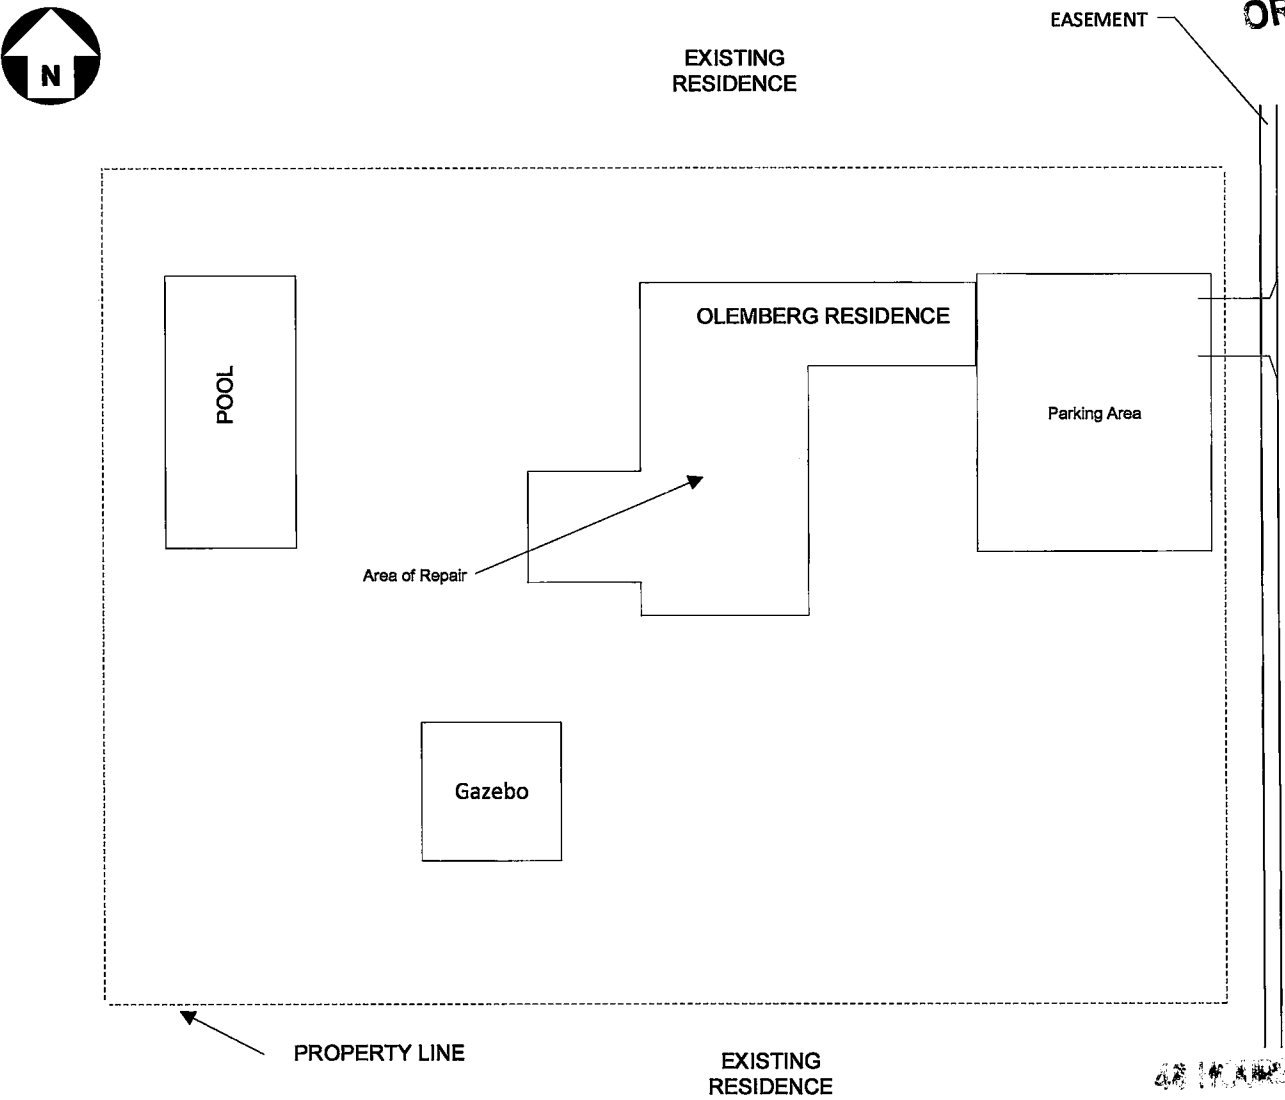 EASEMENT
N
EXISTING
RESIDENCE
OLEMBERG RESIDENCE
POOL
Parking Area
Area of Repair
Gazebo
PROPERTY LINE
EXISTING
RESIDENCE